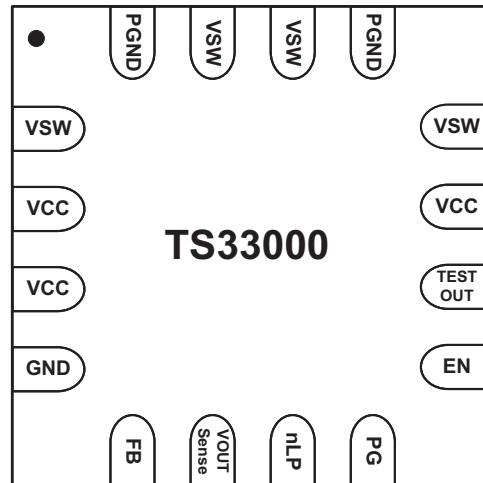 PGND
VSW
VSW
PGND
VSW
VSW
VCC
VCC
TS33000
VCC
TEST
OUT
GND
EN
FB
VOUT
Sense
nLP
PG